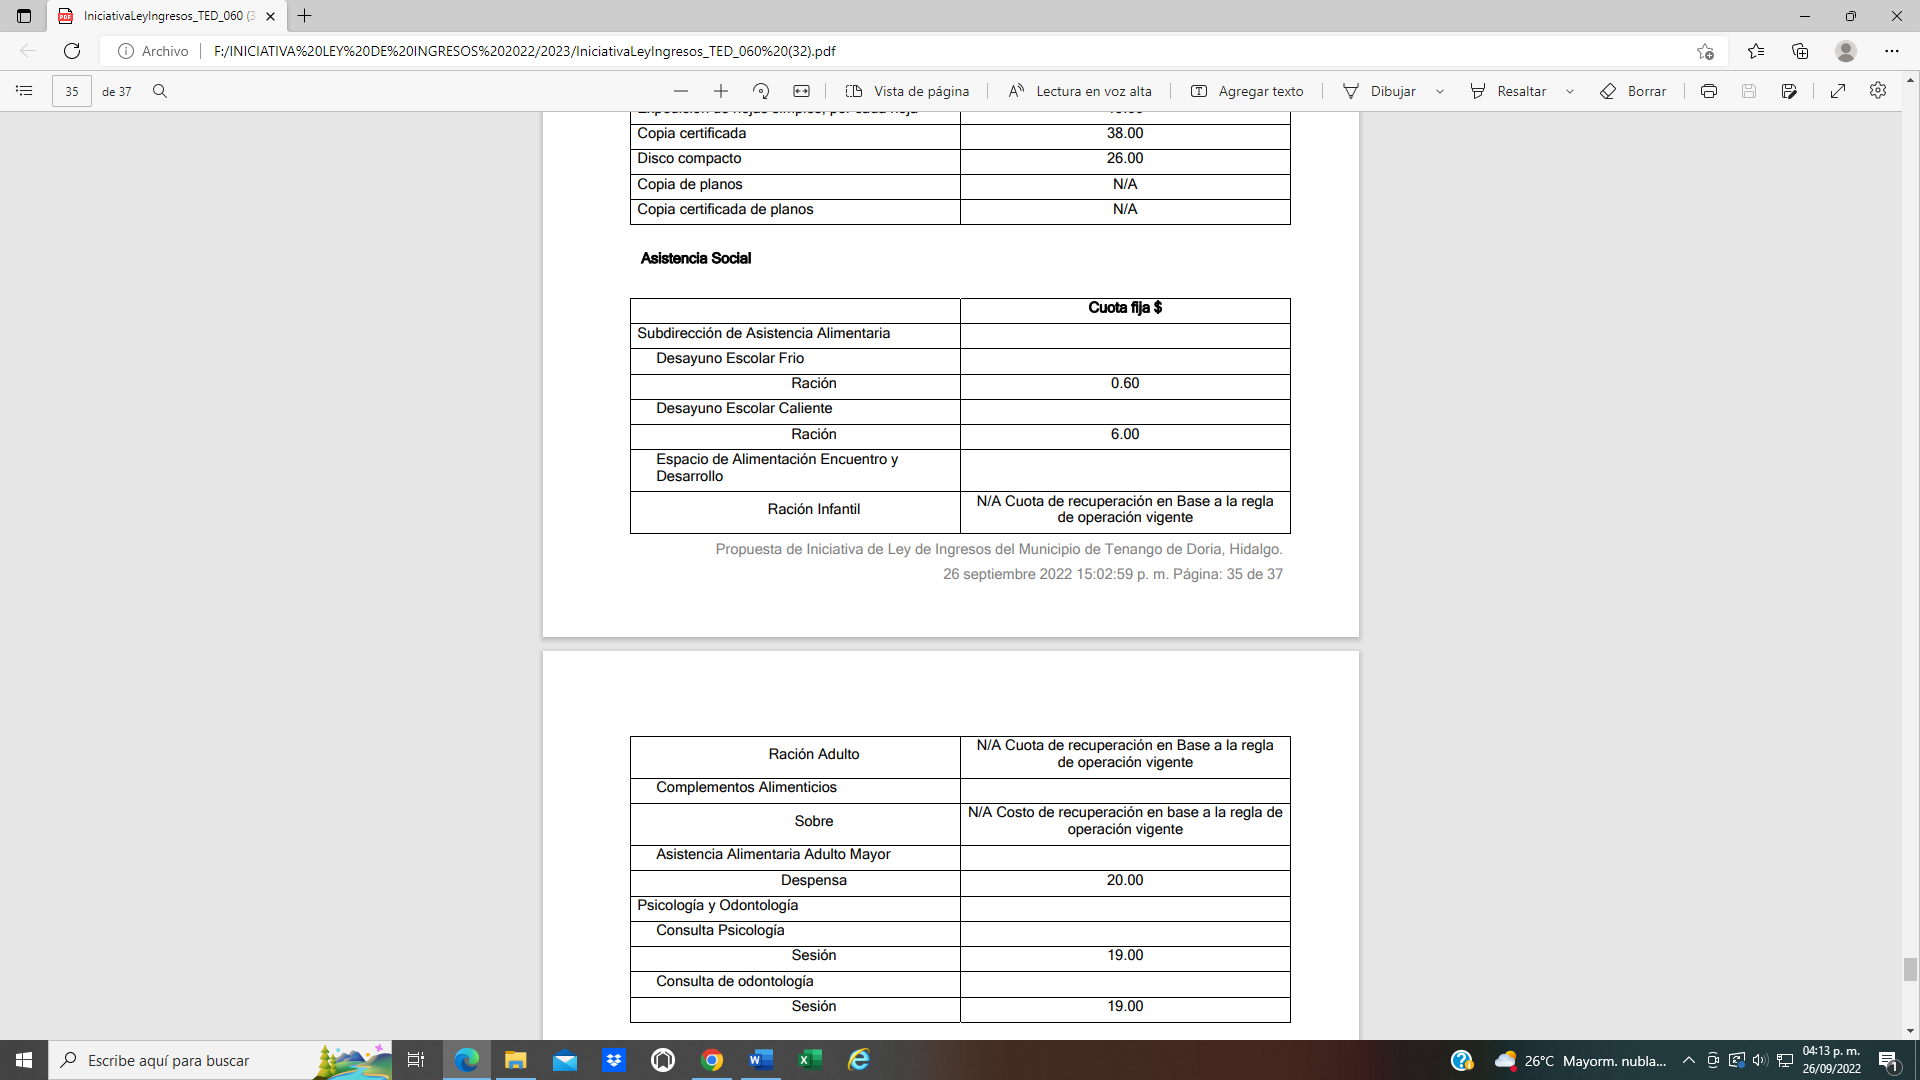 IniciativaLeyIngresos_TED_060 (3
Archivo
F:/INICIATIVA%20LEY%20DE%20INGRESOS%202022/2023/IniciativaLeyIngresos_TED_060%20(32).pdf
35 de 37
Vista de página
Lectura en voz alta
Agregar texto
Dibujar
Resaltar
Borrar
Copia certificada 38.00
Disco compacto 26.00
Copia de planos N/A
Copia certificada de planos N/A
Asistencia Social
Cuota fija $
Subdirección de Asistencia Alimentaria
Desayuno Escolar Frio
Ración 0.60
Desayuno Escolar Caliente
Ración 6.00
Espacio de Alimentación Encuentro y
Desarrollo
Ración Infantil
N/A Cuota de recuperación en Base a la regla
de operación vigente
Propuesta de Iniciativa de Ley de Ingresos del Municipio de Tenango de Doria, Hidalgo.
26 septiembre 2022 15:02:59 p. m. Página: 35 de 37
Ración Adulto
N/A Cuota de recuperación en Base a la regla
de operación vigente
Complementos Alimenticios
Sobre
N/A Costo de recuperación en base a la regla de
operación vigente
Asistencia Alimentaria Adulto Mayor
Despensa 20.00
Psicología y Odontología
Consulta Psicología
Sesión 19.00
Consulta de odontología
Sesión 19.00
Escribe aquí para buscar
26°C Mayorm. nubla...
04:13 p. m.
26/09/2022
1